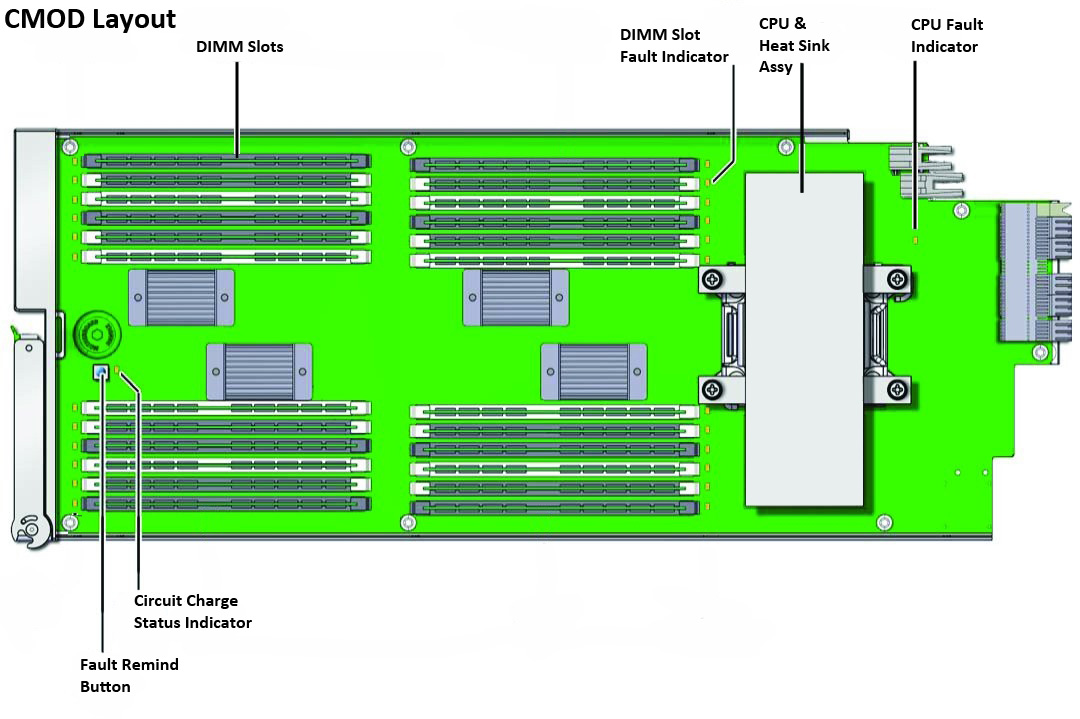 CMOD Layout
DIMM Slots
DIMM Slot
Fault Indicator
CPU &
Heat Sink
Assy
CPU Fault
Indicator
Circuit Charge
Status Indicator
Fault Remind
Button